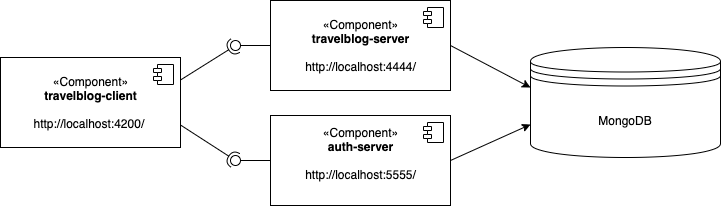 «Component»
travelblog-client
http://localhost:4200/
«Component»
travelblog-server
http://localhost:4444/
«Component»
auth-server
http://localhost:5555/
MongoDB